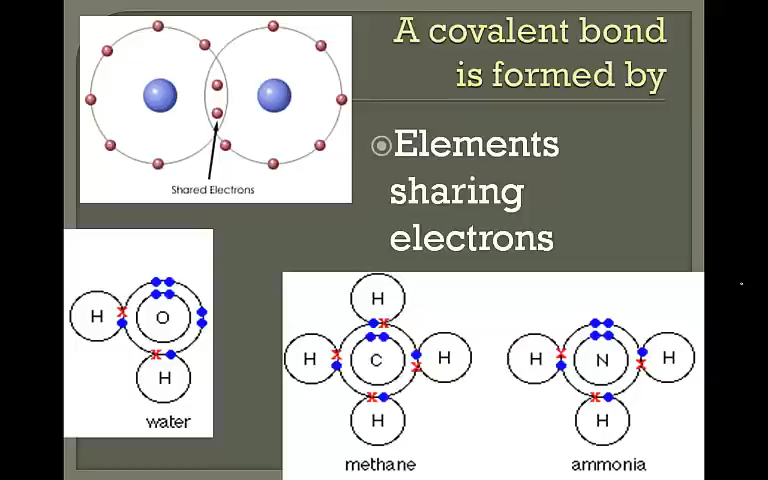 A covalent bond
is formed by
Elements
sharing
electrons
Shared Electrons
H
O
H
water
H
H
C
H
H
methane
H
N
H
H
ammonia